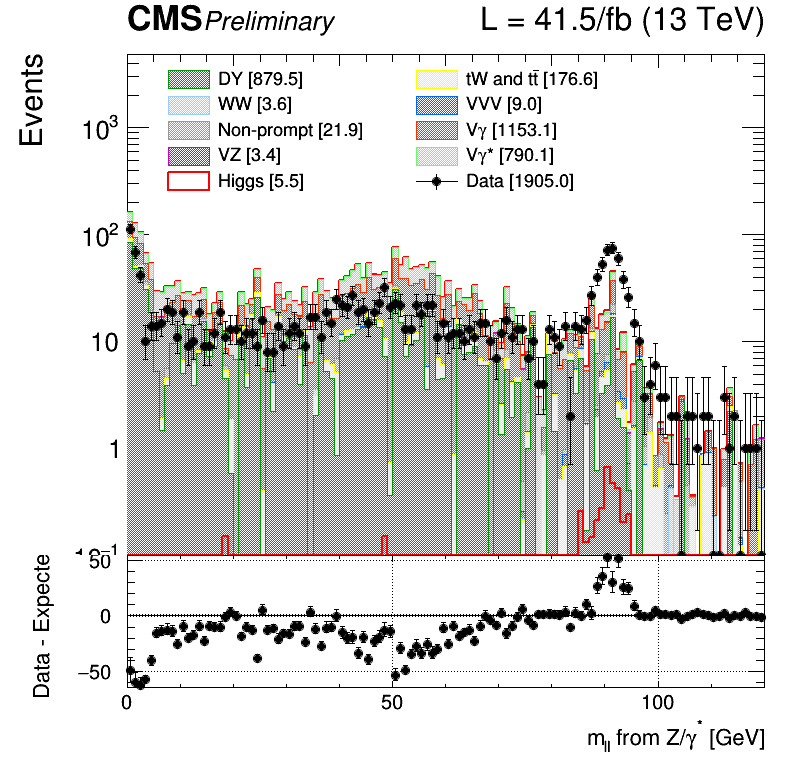 CMS Preliminary L = 41.5/fb (13 TeV)
Events
DY [879.5] tW and tt̄ [176.6]
WW [3.6] VVV [9.0]
Non-prompt [21.9] Vγ [1153.1]
VZ [3.4] Vγ* [790.1]
Higgs [5.5] Data [1905.0]
10³
10²
10
1
Data - Expecte
50
0
−50
0 50 100
m_ll from Z/γ* [GeV]